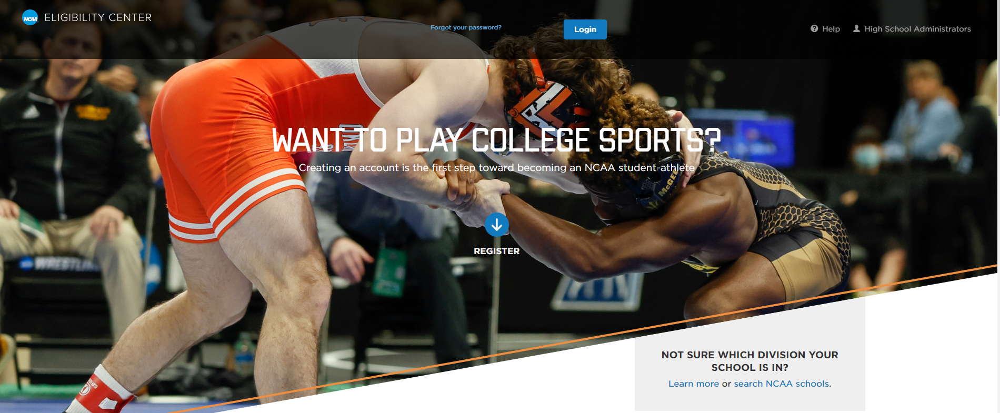 NCAA ELIGIBILITY CENTER
Forgot your password?
Login
Help
High School Administrators
WANT TO PLAY COLLEGE SPORTS?
Creating an account is the first step toward becoming an NCAA student-athlete
McGEE
REGISTER
WRESTLING
NOT SURE WHICH DIVISION YOUR
SCHOOL IS IN?
Learn more or search NCAA schools.